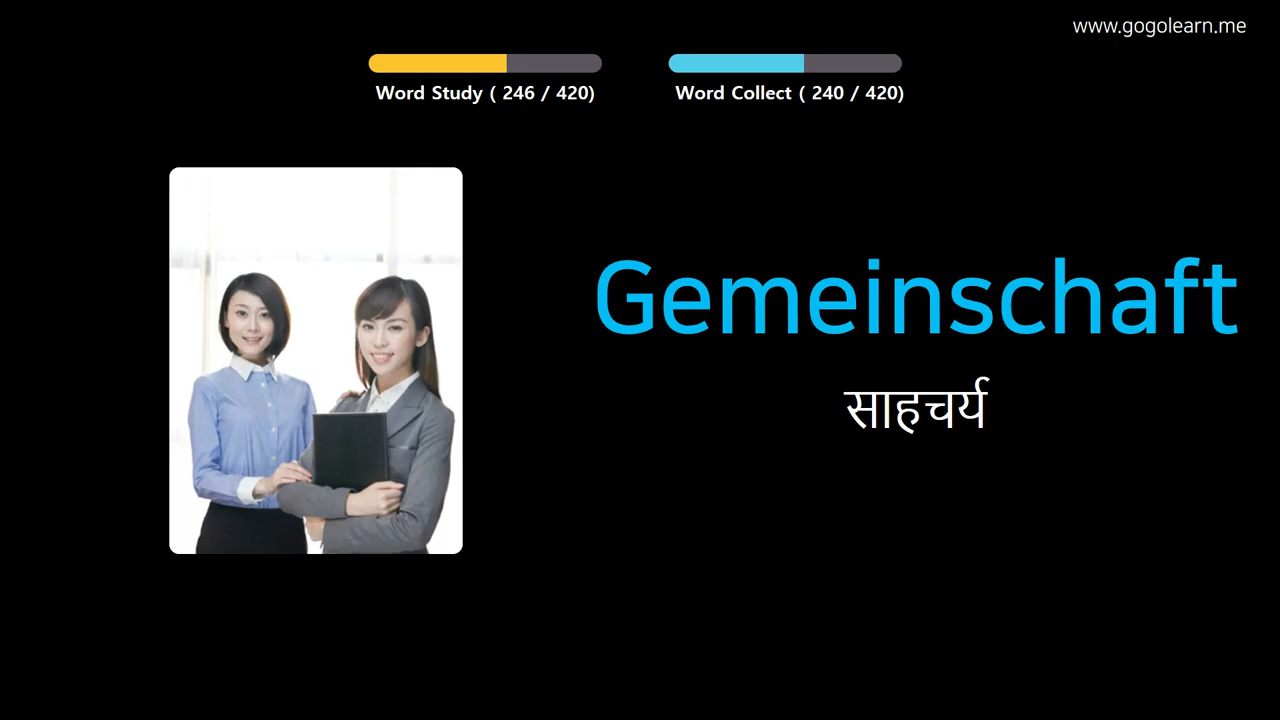 www.gogolearn.me
Word Study ( 246 / 420)
Word Collect ( 240 / 420)
Gemeinschaft
साहचर्य